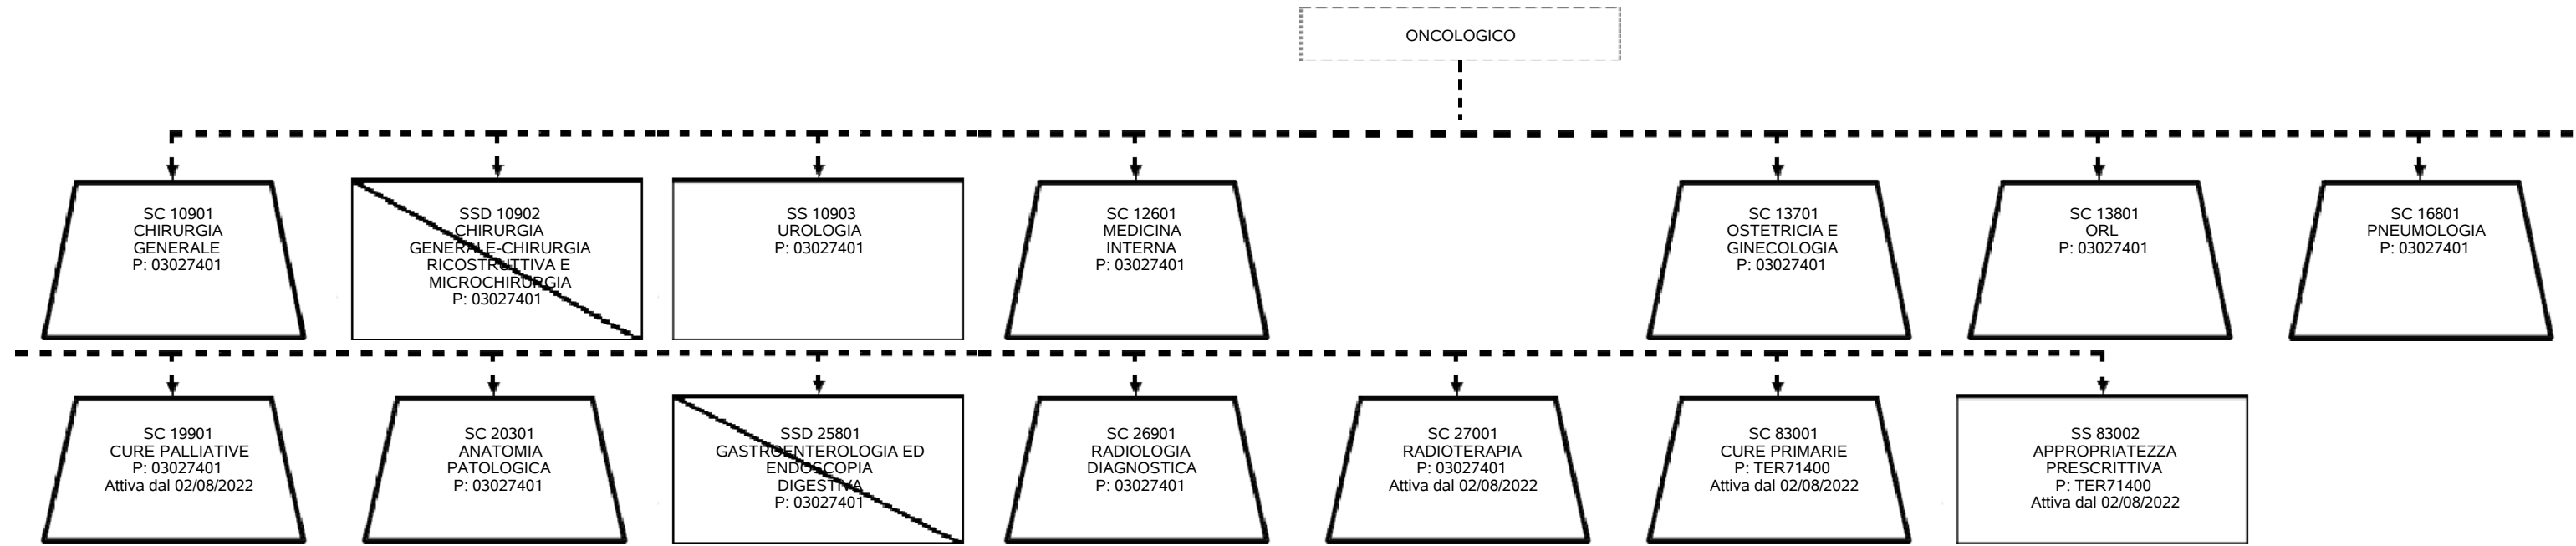 ONCOLOGICO
SC 10901
CHIRURGIA
GENERALE
P: 03027401
SSD 10902
CHIRURGIA
GENERALE-CHIRURGIA
RICOSTRUTTIVA E
MICROCHIRURGIA
P: 03027401
SS 10903
UROLOGIA
P: 03027401
SC 12601
MEDICINA
INTERNA
P: 03027401
SC 13701
OSTETRICIA E
GINECOLOGIA
P: 03027401
SC 13801
ORL
P: 03027401
SC 16801
PNEUMOLOGIA
P: 03027401
SC 19901
CURE PALLIATIVE
P: 03027401
Attiva dal 02/08/2022
SC 20301
ANATOMIA
PATOLOGICA
P: 03027401
SSD 25801
GASTROENTEROLOGIA ED
ENDOSCOPIA
DIGESTIVA
P: 03027401
SC 26901
RADIOLOGIA
DIAGNOSTICA
P: 03027401
SC 27001
RADIOTERAPIA
P: 03027401
Attiva dal 02/08/2022
SC 83001
CURE PRIMARIE
P: TER71400
Attiva dal 02/08/2022
SS 83002
APPROPRIATEZZA
PRESCRITTIVA
P: TER71400
Attiva dal 02/08/2022